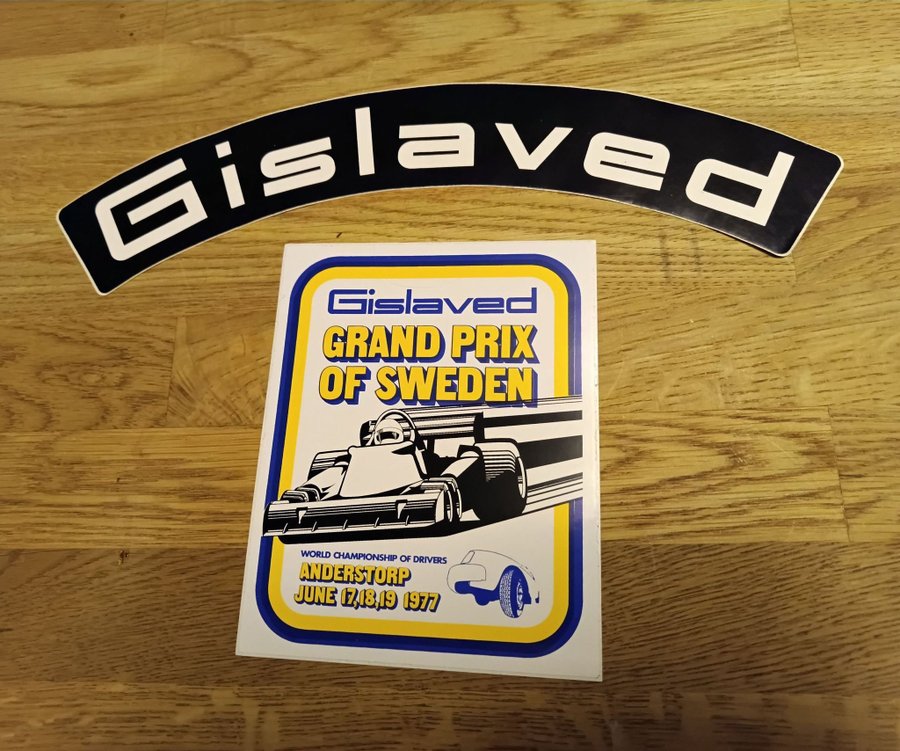 Gislaved
Gislaved
GRAND PRIX
OF SWEDEN
WORLD CHAMPIONSHIP OF DRIVERS
ANDERSTORP
JUNE 17,18,19 1977